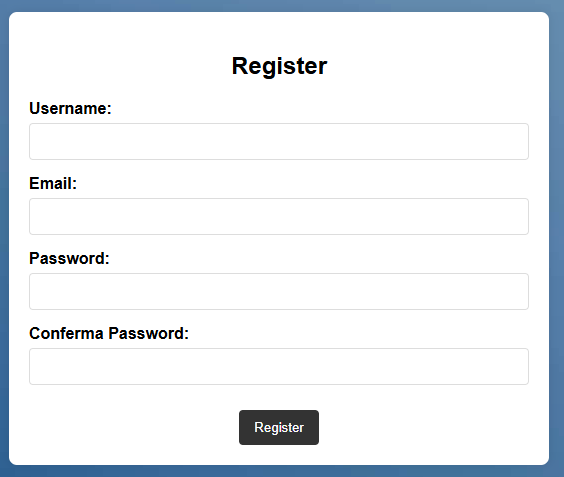 Register
Username:
Email:
Password:
Conferma Password:
Register